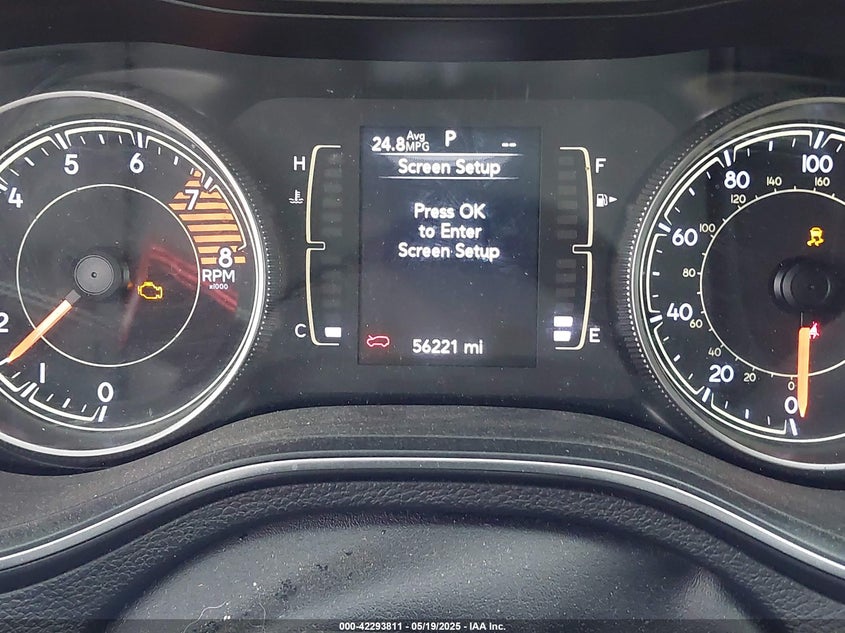 24.8 Avg MPG P --
Screen Setup
Press OK
to Enter
Screen Setup
56221 mi
H
C
F
E
0
1
2
4
5
6
7
8
RPM
x1000
0
20
40
60
80
100
0
20
40
60
80
100
120
140
160
000-42293811 - 05/19/2025 - IAA Inc.